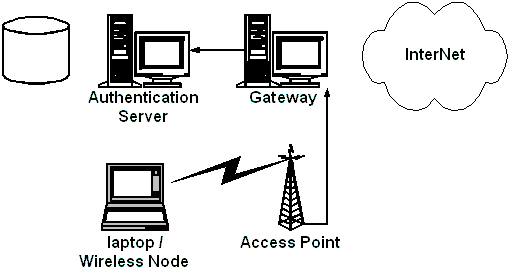 InterNet
Authentication
Server
Gateway
laptop /
Wireless Node
Access Point